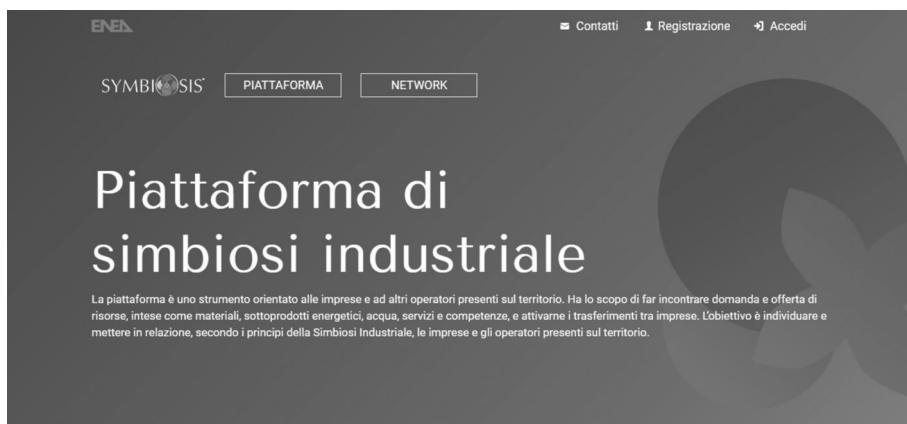 ENEA
Contatti Registrazione Accedi
SYMBIOSIS PIATTAFORMA NETWORK
Piattaforma di
simbiosi industriale
La piattaforma è uno strumento orientato alle imprese e ad altri operatori presenti sul territorio. Ha lo scopo di far incontrare domanda e offerta di
risorse, intese come materiali, sottoprodotti energetici, acqua, servizi e competenze, e attivarne i trasferimenti tra imprese. L'obiettivo è individuare e
mettere in relazione, secondo i principi della Simbiosi Industriale, le imprese e gli operatori presenti sul territorio.